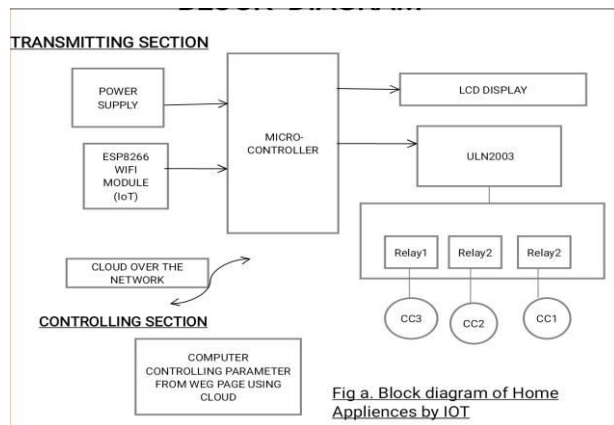 BLOCK DIAGRAM
TRANSMITTING SECTION
POWER
SUPPLY
ESP8266
WIFI
MODULE
(IoT)
MICRO-
CONTROLLER
LCD DISPLAY
ULN2003
Relay1
Relay2
Relay2
CC3
CC2
CC1
CLOUD OVER THE
NETWORK
CONTROLLING SECTION
COMPUTER
CONTROLLING PARAMETER
FROM WEG PAGE USING
CLOUD
Fig a. Block diagram of Home
Appliences by IOT